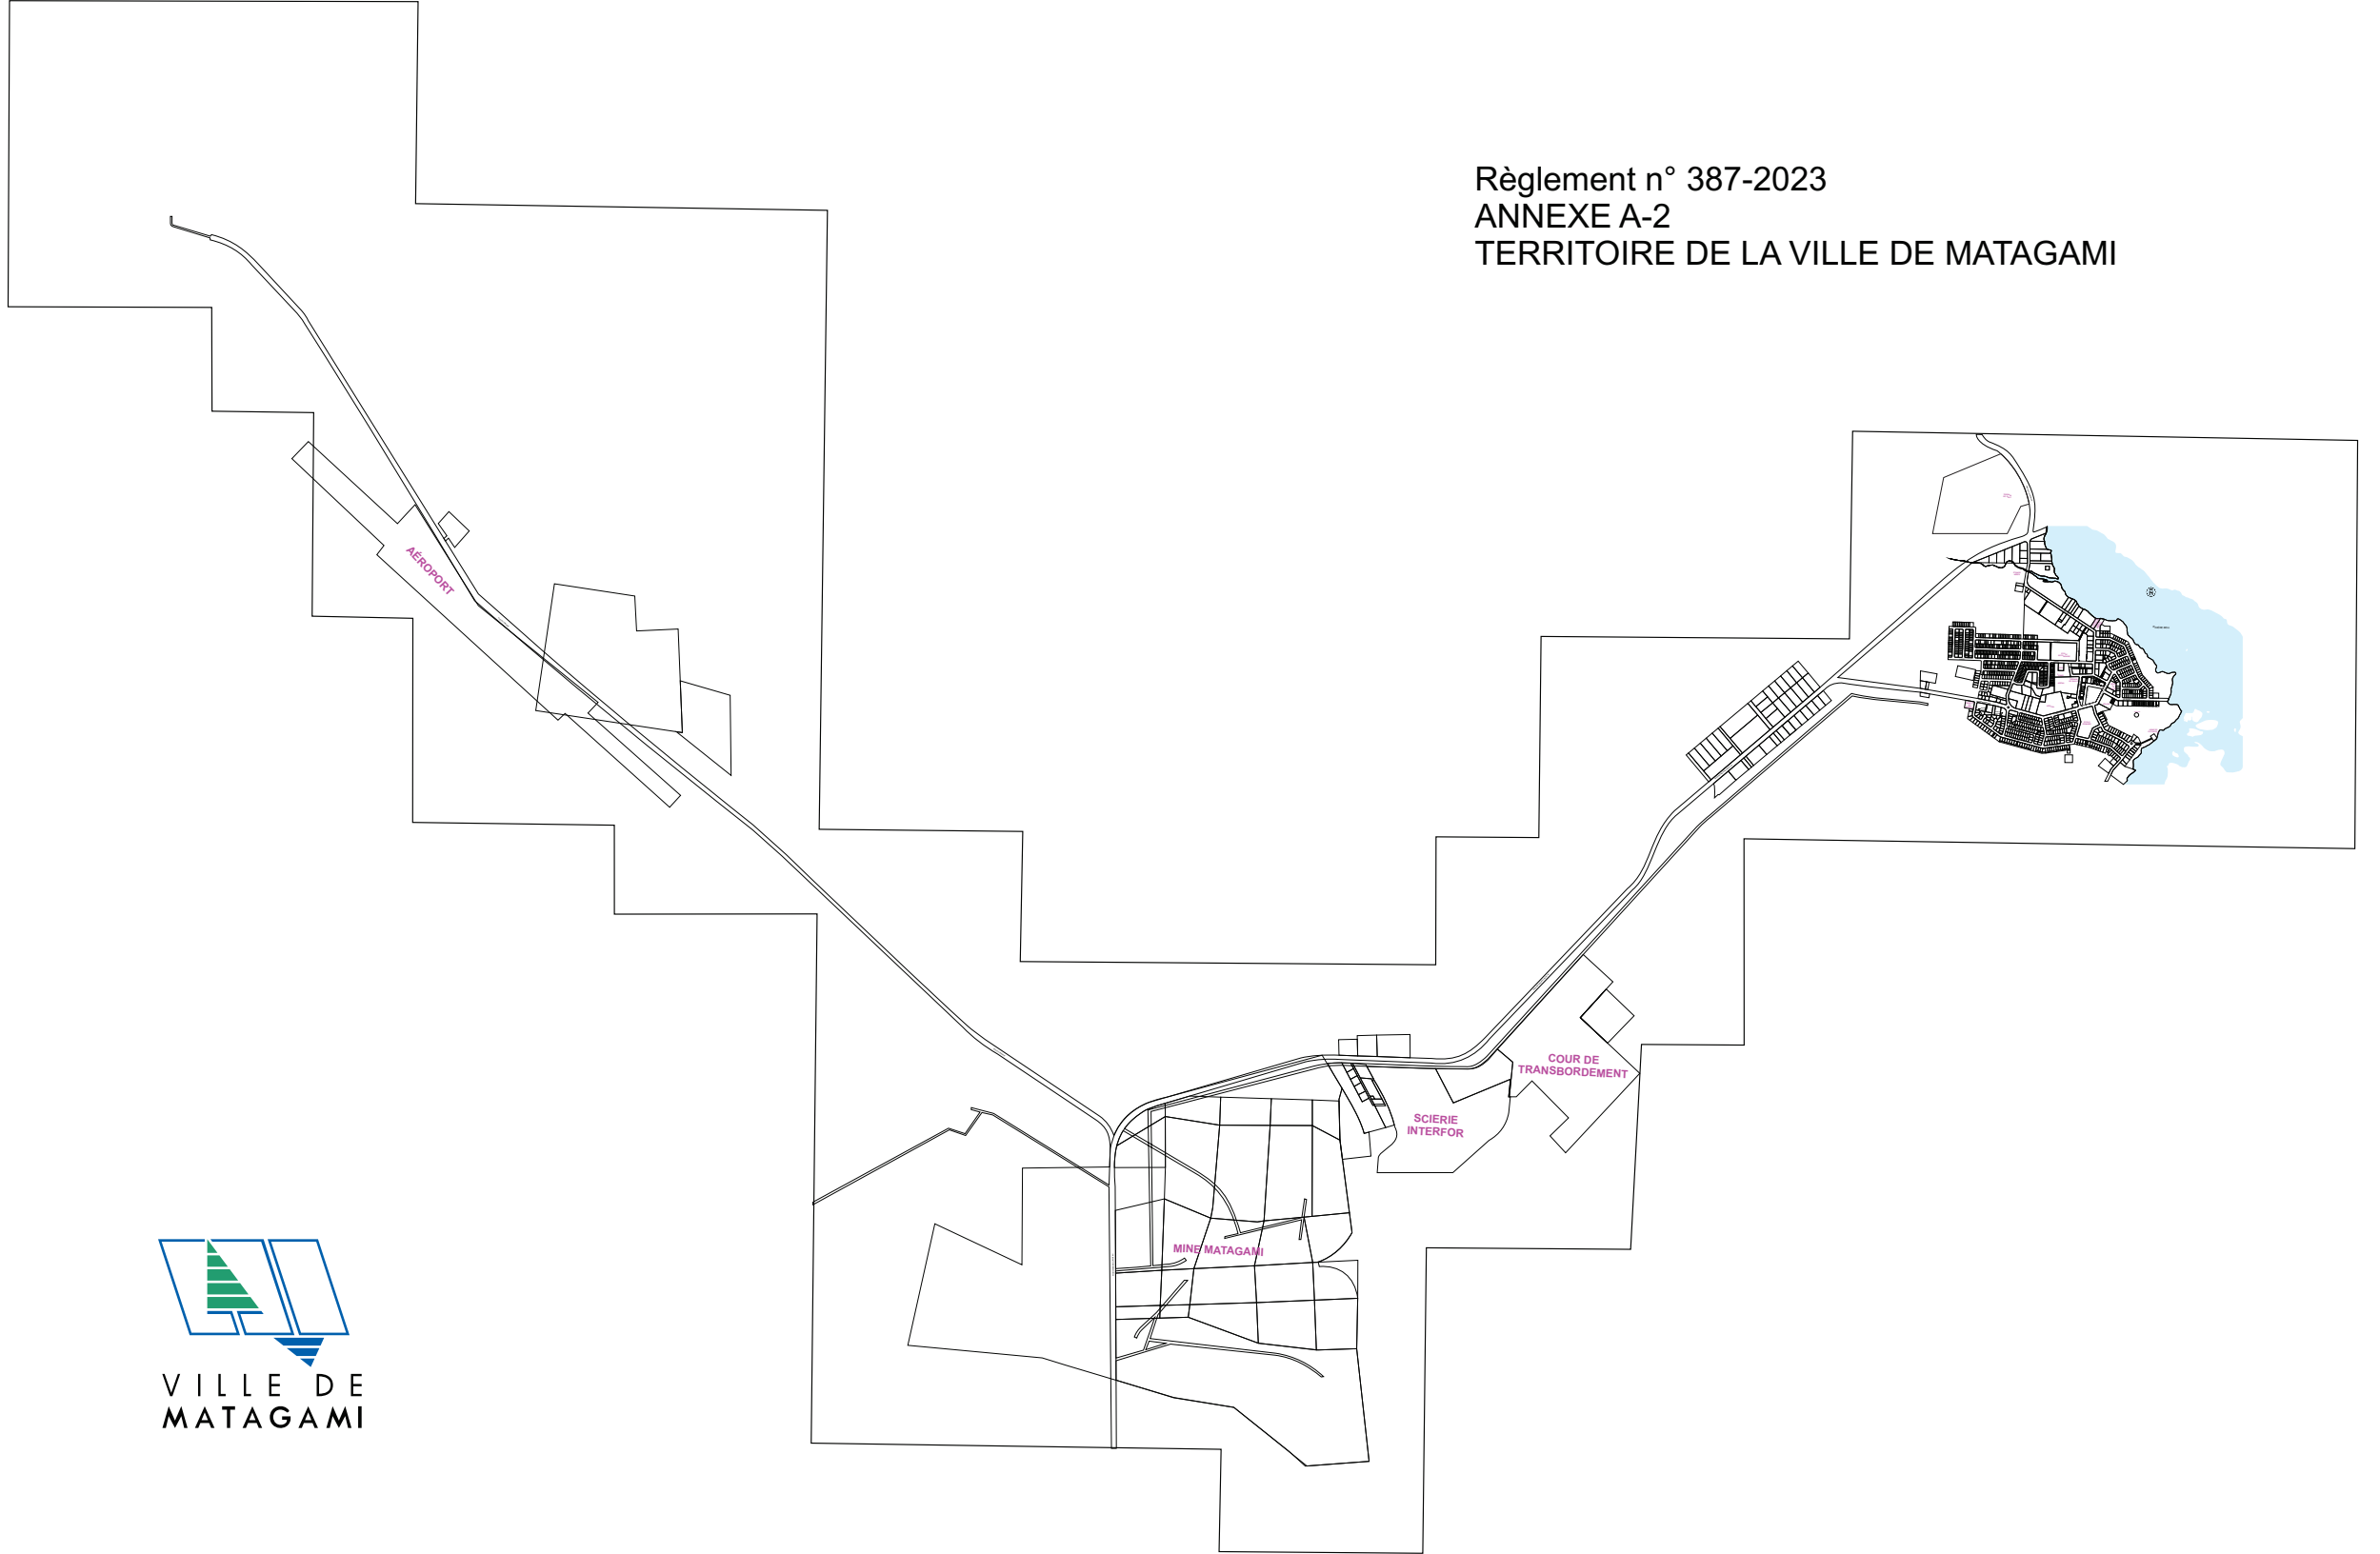 Règlement n° 387-2023
ANNEXE A-2
TERRITOIRE DE LA VILLE DE MATAGAMI
AÉROPORT
COUR DE
TRANSBORDEMENT
SCIERIE
INTERFOR
MINE MATAGAMI
VILLE DE
MATAGAMI